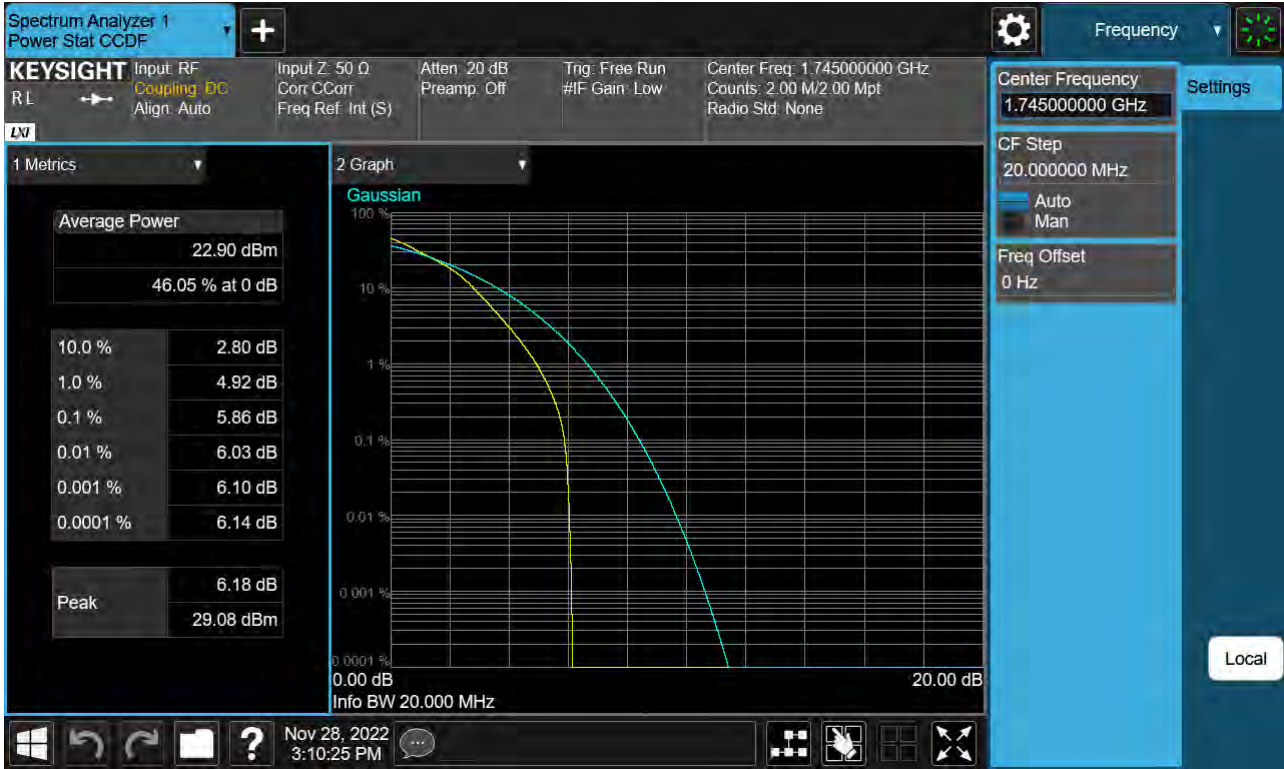 Spectrum Analyzer 1
Power Stat CCDF
Frequency
KEYSIGHT
R L
LXI
Input: RF
Coupling: DC
Align: Auto
Input Z: 50 Ω
Corr CCorr
Freq Ref: Int (S)
Atten: 20 dB
Preamp: Off
Trig: Free Run
#IF Gain: Low
Center Freq: 1.745000000 GHz
Counts: 2.00 M/2.00 Mpt
Radio Std: None
Center Frequency
1.745000000 GHz
Settings
CF Step
20.000000 MHz
Auto
Man
Freq Offset
0 Hz
1 Metrics
Average Power
22.90 dBm
46.05 % at 0 dB
10.0 % 2.80 dB
1.0 % 4.92 dB
0.1 % 5.86 dB
0.01 % 6.03 dB
0.001 % 6.10 dB
0.0001 % 6.14 dB
Peak 6.18 dB
29.08 dBm
2 Graph
Gaussian
100 %
10 %
1 %
0.1 %
0.01 %
0.001 %
0.0001 %
0.00 dB 20.00 dB
Info BW 20.000 MHz
Local
?
Nov 28, 2022
3:10:25 PM